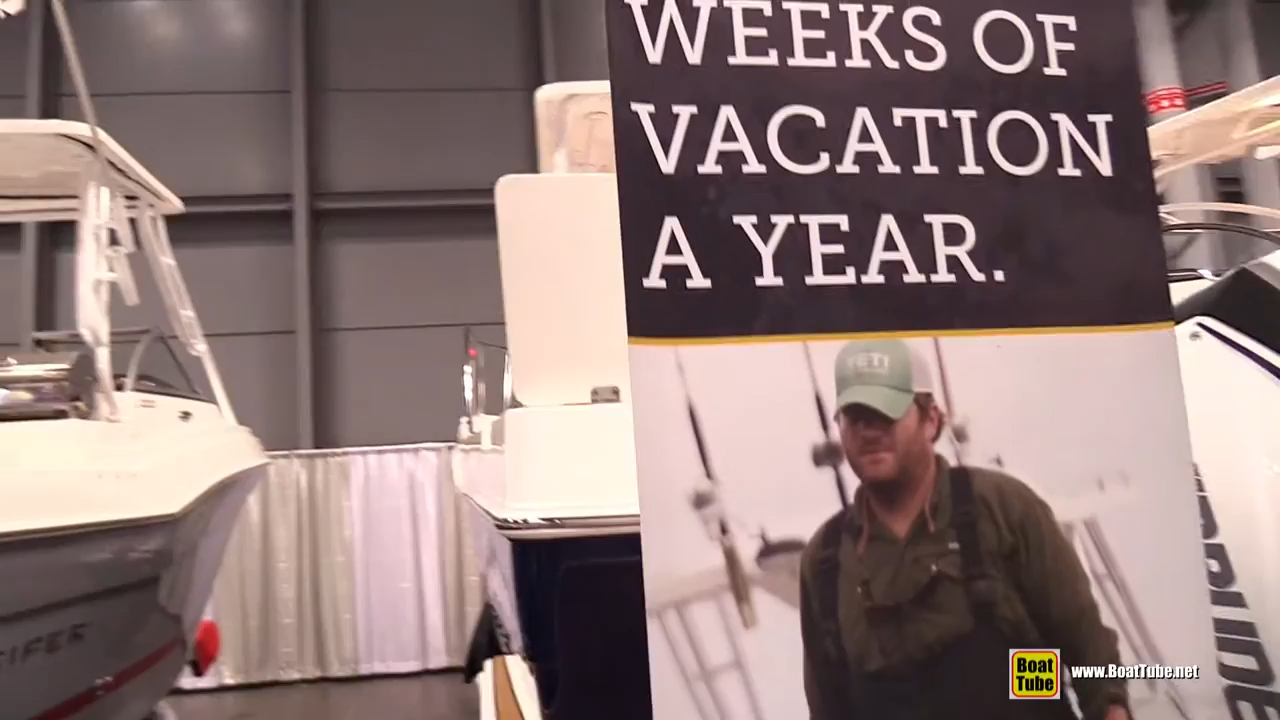 WEEKS OF
VACATION
A YEAR.
YETI
Boat
Tube
www.BoatTube.net